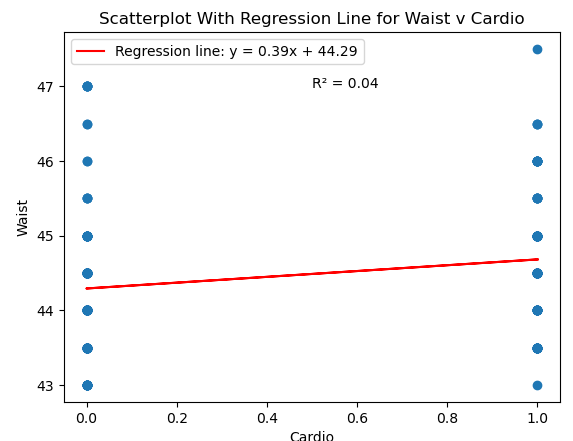 Scatterplot With Regression Line for Waist v Cardio
Regression line: y = 0.39x + 44.29
R² = 0.04
47
46
45
44
43
Waist
0.0 0.2 0.4 0.6 0.8 1.0
Cardio